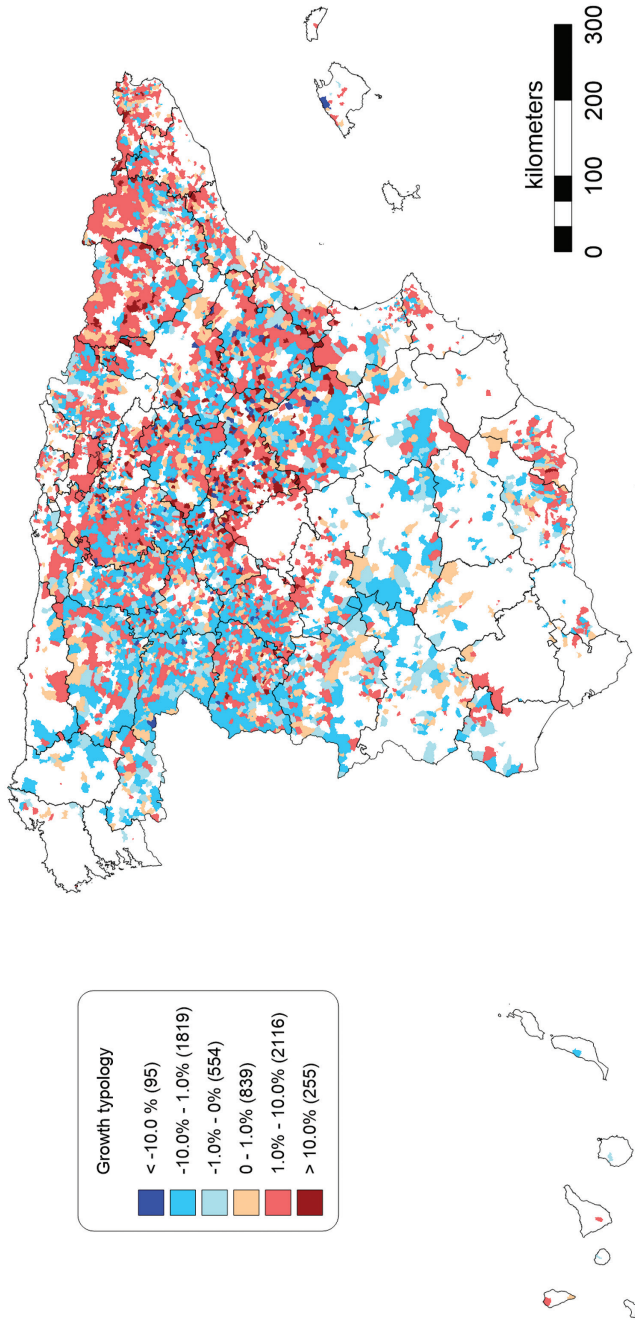 Growth typology
< -10.0 % (95)
-10.0% - 1.0% (1819)
-1.0% - 0% (554)
0 - 1.0% (839)
1.0% - 10.0% (2116)
> 10.0% (255)
kilometers
0 100 200 300